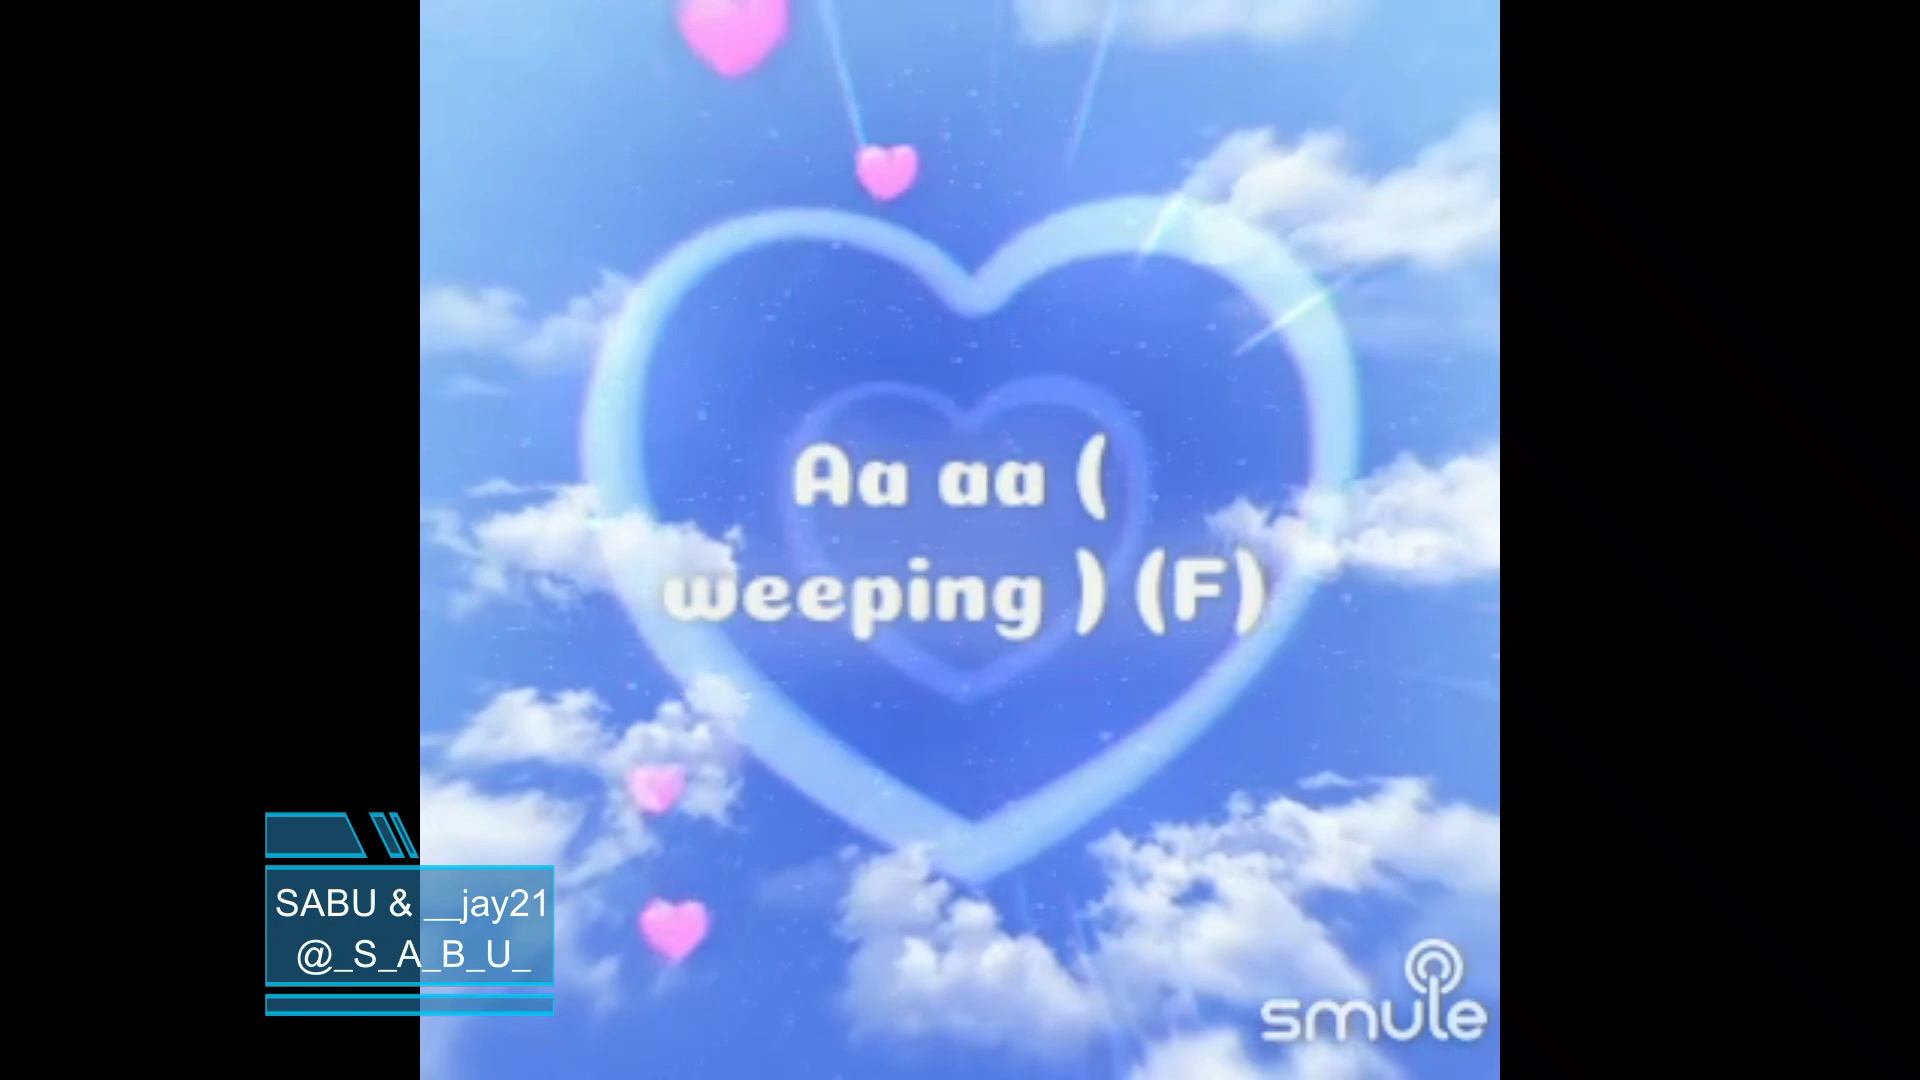 Aa aa (
weeping ) (F)
SABU & __jay21
@_S_A_B_U_
smule